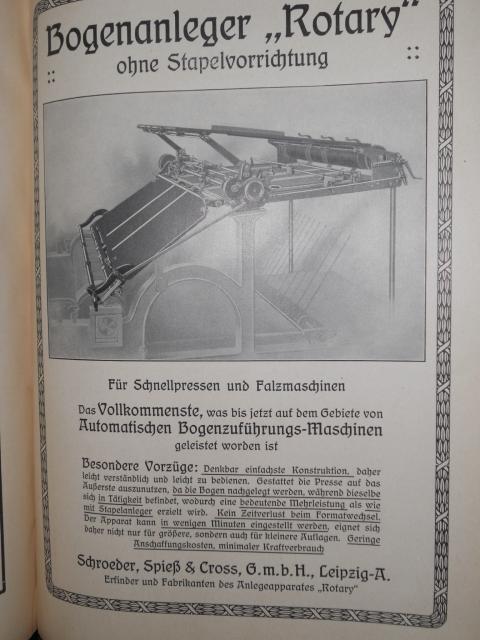 Bogenanleger „Rotary“
ohne Stapelvorrichtung
Für Schnellpressen und Falzmaschinen
Das Vollkommenste, was bis jetzt auf dem Gebiete von
Automatischen Bogenzuführungs-Maschinen
geleistet worden ist
Besondere Vorzüge: Denkbar einfachste Konstruktion, daher
leicht verständlich und leicht zu bedienen. Gestattet die Presse auf das
Äußerste auszunutzen, da die Bogen nachgelegt werden, während dieselbe
sich in Tätigkeit befindet, wodurch eine bedeutende Mehrleistung als wie
mit Stapelanleger erzielt wird. Kein Zeitverlust beim Formatwechsel.
Der Apparat kann in wenigen Minuten eingestellt werden, eignet sich
daher nicht nur für größere, sondern auch für kleinere Auflagen. Geringe
Anschaffungskosten, minimaler Kraftverbrauch
Schroeder, Spieß & Cross, G.m.b.H., Leipzig-A.
Erfinder und Fabrikanten des Anlegeapparates „Rotary“